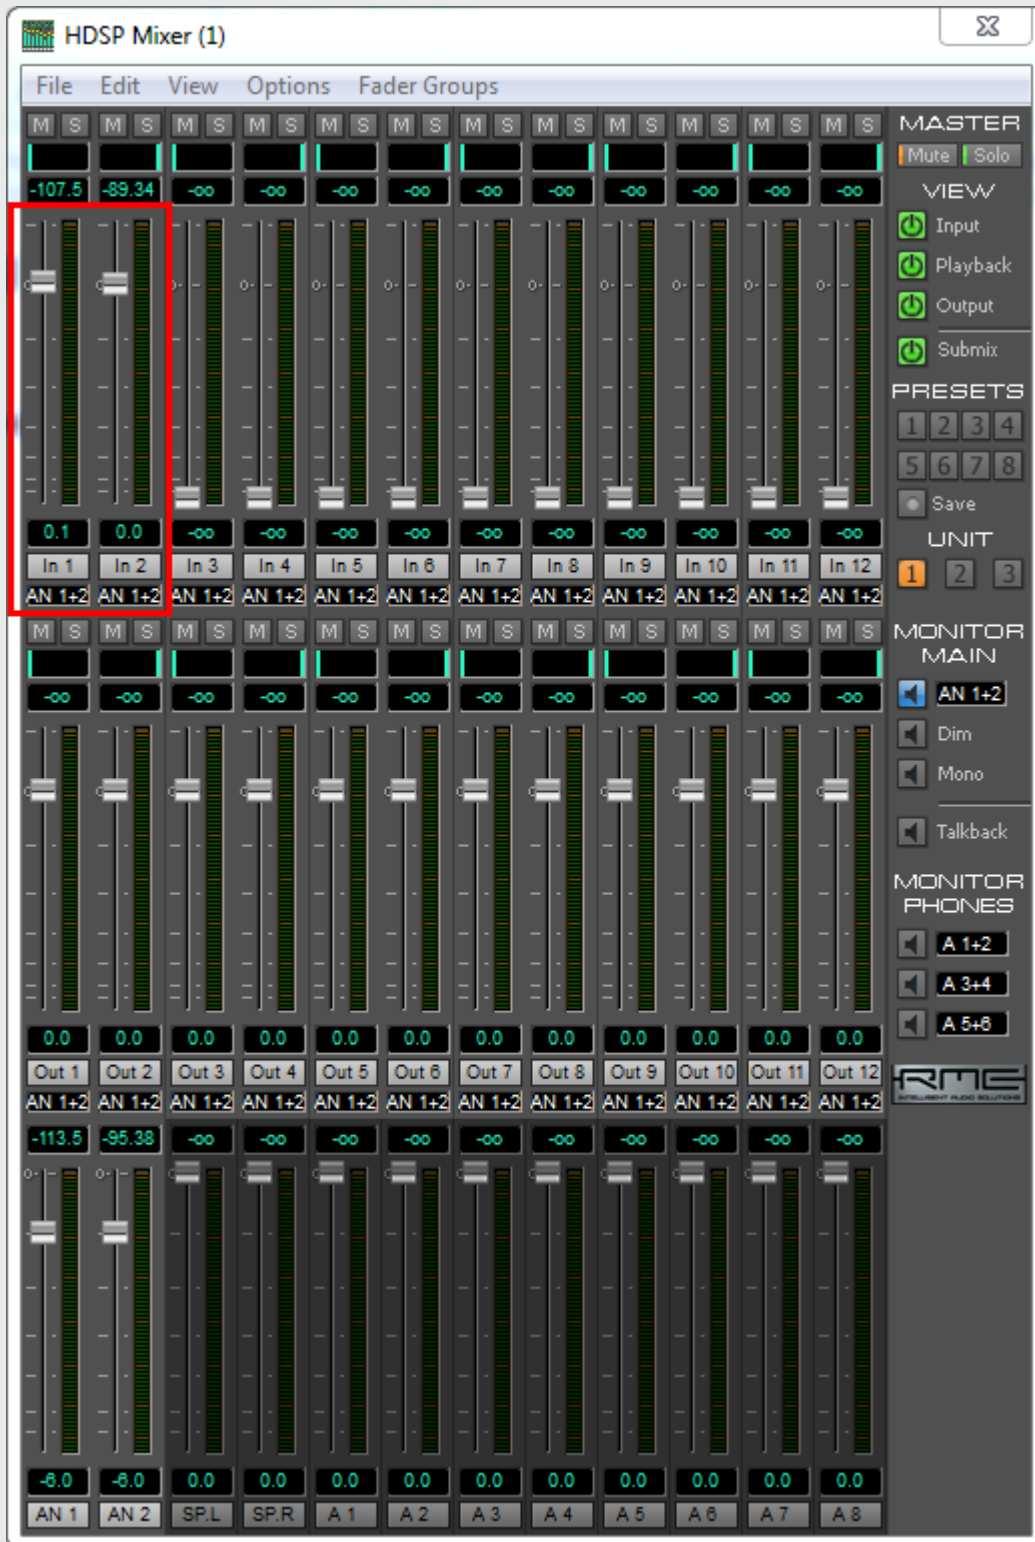 HDSP Mixer (1)
File Edit View Options Fader Groups
M S M S M S M S M S M S M S M S M S M S M S M S MASTER
Mute Solo
-107.5 -89.34 -oo -oo -oo -oo -oo -oo -oo -oo -oo -oo VIEW
Input
Playback
Output
Submix
PRESETS
1 2 3 4
5 6 7 8
Save
0.1 0.0 -oo -oo -oo -oo -oo -oo -oo -oo -oo -oo UNIT
In 1 In 2 In 3 In 4 In 5 In 6 In 7 In 8 In 9 In 10 In 11 In 12 1 2 3
AN 1+2 AN 1+2 AN 1+2 AN 1+2 AN 1+2 AN 1+2 AN 1+2 AN 1+2 AN 1+2 AN 1+2 AN 1+2 AN 1+2
M S M S M S M S M S M S M S M S M S M S M S M S MONITOR
MAIN
-oo -oo -oo -oo -oo -oo -oo -oo -oo -oo -oo -oo AN 1+2
Dim
Mono
Talkback
MONITOR
PHONES
A 1+2
A 3+4
A 5+6
0.0 0.0 0.0 0.0 0.0 0.0 0.0 0.0 0.0 0.0 0.0 0.0
Out 1 Out 2 Out 3 Out 4 Out 5 Out 6 Out 7 Out 8 Out 9 Out 10 Out 11 Out 12 RME
AN 1+2 AN 1+2 AN 1+2 AN 1+2 AN 1+2 AN 1+2 AN 1+2 AN 1+2 AN 1+2 AN 1+2 AN 1+2 AN 1+2 INTELLIGENT AUDIO SOLUTIONS
-113.5 -95.38 -oo -oo -oo -oo -oo -oo -oo -oo -oo -oo
-6.0 -6.0 0.0 0.0 0.0 0.0 0.0 0.0 0.0 0.0 0.0 0.0
AN 1 AN 2 SP.L SP.R A 1 A 2 A 3 A 4 A 5 A 6 A 7 A 8